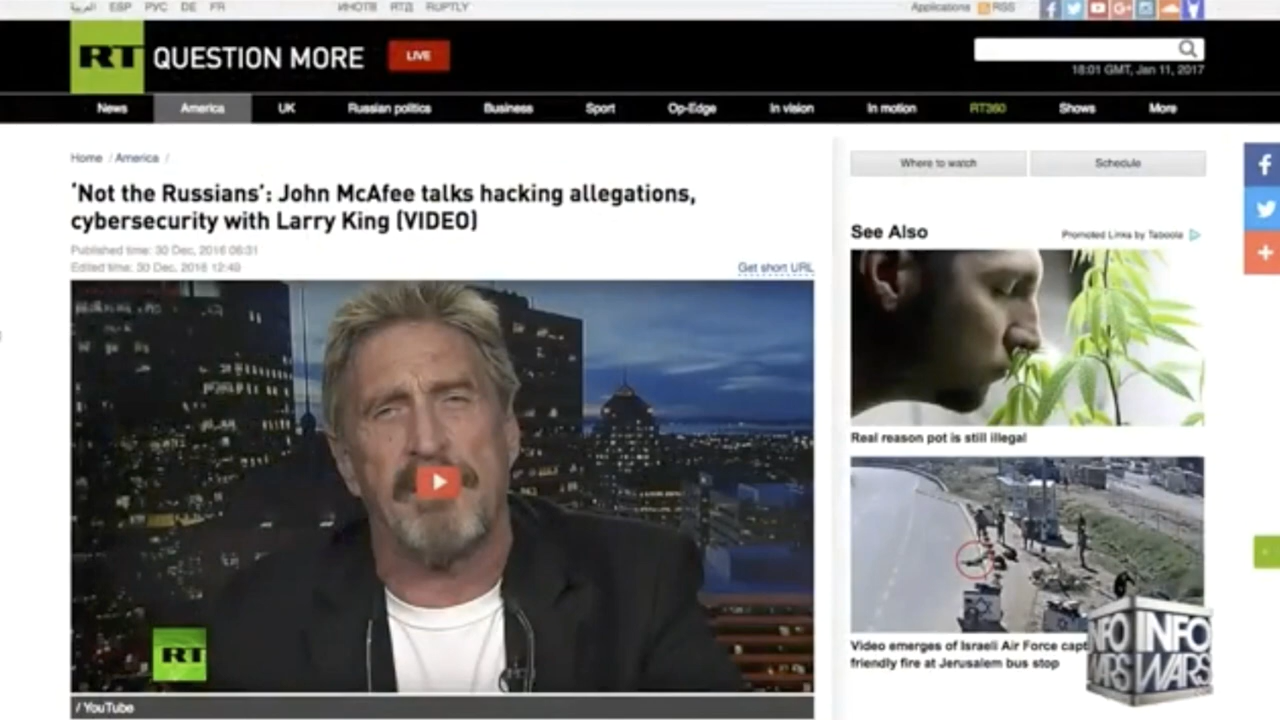 العربية ESP РУС DE FR ИНОТВ RTД RUPTLY Applications RSS
RT QUESTION MORE LIVE
18:01 GMT, Jan 11, 2017
News America UK Russian politics Business Sport Op-Edge In vision In motion RT360 Shows More
Home / America /
'Not the Russians': John McAfee talks hacking allegations,
cybersecurity with Larry King (VIDEO)
Published time: 30 Dec, 2016 06:31
Edited time: 30 Dec, 2016 12:49
Get short URL
RT
/ YouTube
Where to watch Schedule
See Also Promoted Links by Taboola
Real reason pot is still illegal
Video emerges of Israeli Air Force capt
friendly fire at Jerusalem bus stop
INFO
WARS
INFO
WARS